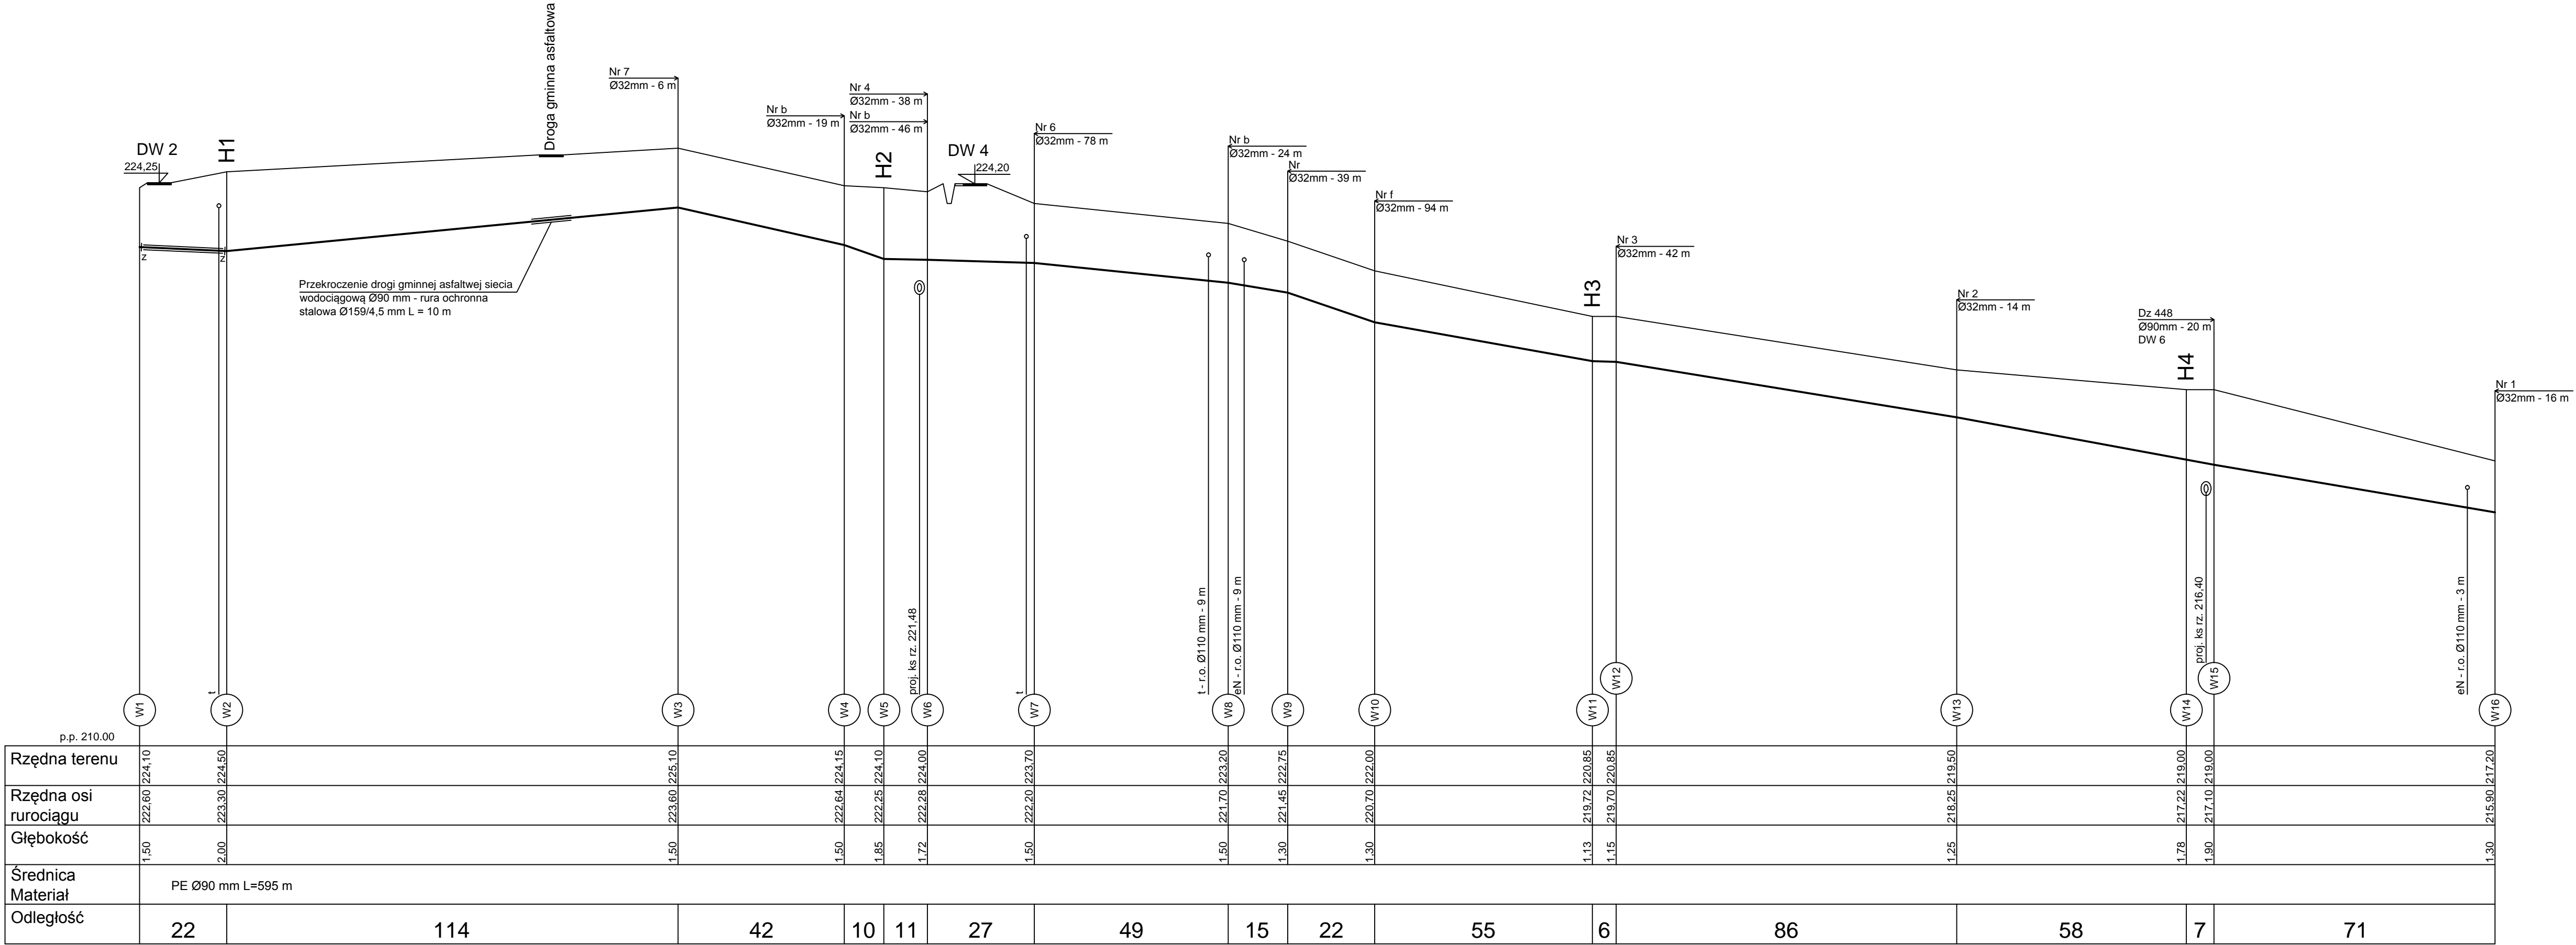 Droga gminna asfaltowa
Nr 7
Ø32mm - 6 m
Nr 4
Ø32mm - 38 m
Nr b
Ø32mm - 19 m
Nr b
Ø32mm - 46 m
DW 2
224,25
H1
H2
DW 4
224,20
Nr 6
Ø32mm - 78 m
Nr b
Ø32mm - 24 m
Nr
Ø32mm - 39 m
Nr f
Ø32mm - 94 m
Nr 3
Ø32mm - 42 m
H3
Nr 2
Ø32mm - 14 m
Dz 448
Ø90mm - 20 m
DW 6
H4
Nr 1
Ø32mm - 16 m
z
z
Przekroczenie drogi gminnej asfaltwej siecia
wodociągową Ø90 mm - rura ochronna
stalowa Ø159/4,5 mm L = 10 m
t
proj. ks rz. 221,48
t
t - r.o. Ø110 mm - 9 m
eN - r.o. Ø110 mm - 9 m
proj. ks rz. 216,40
eN - r.o. Ø110 mm - 3 m
W1 W2 W3 W4 W5 W6 W7 W8 W9 W10 W11 W12 W13 W14 W15 W16
p.p. 210.00
Rzędna terenu
224,10 224,50 225,10 224,15 224,10 224,00 223,70 223,20 222,75 222,00 220,85 220,85 219,50 219,00 219,00 217,20
Rzędna osi
rurociągu
222,60 223,30 223,60 222,64 222,25 222,28 222,20 221,70 221,45 220,70 219,72 219,70 218,25 217,22 217,10 215,90
Głębokość
1,50 2,00 1,50 1,50 1,85 1,72 1,50 1,50 1,30 1,30 1,13 1,15 1,25 1,78 1,90 1,30
Średnica
Materiał
PE Ø90 mm L=595 m
Odległość
22 114 42 10 11 27 49 15 22 55 6 86 58 7 71